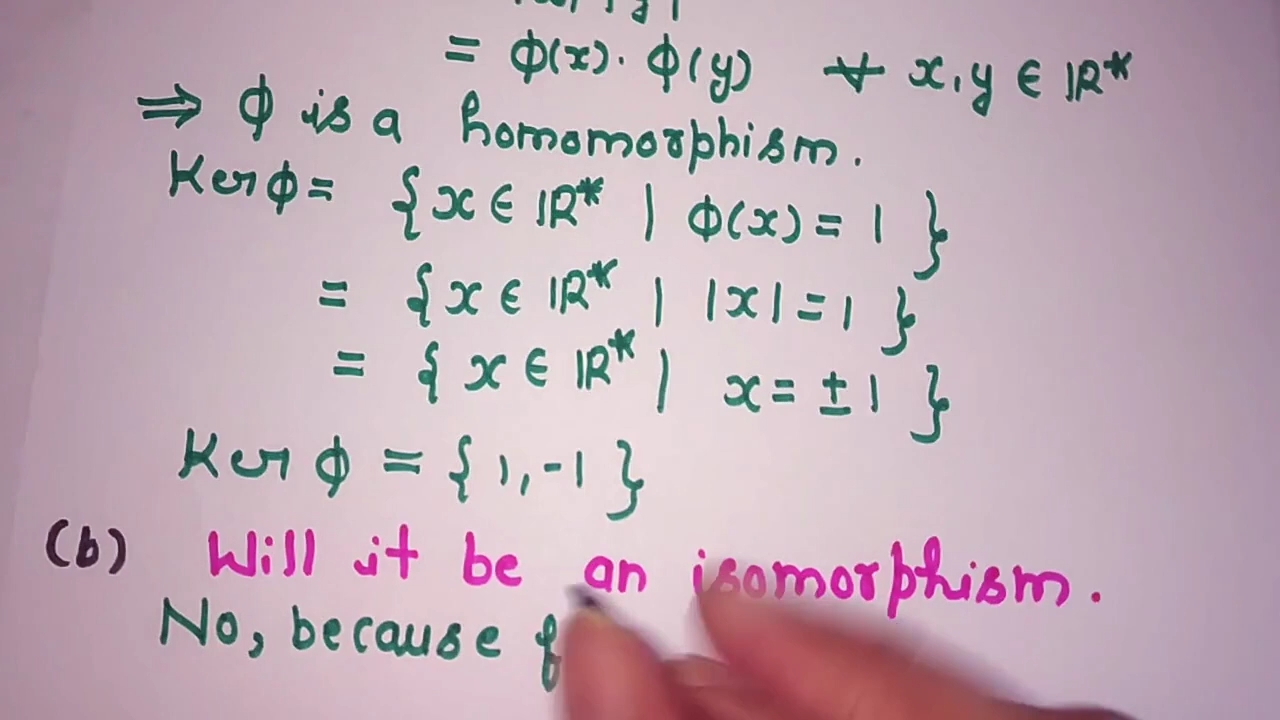 = ϕ(x). ϕ(y) ∀ x,y ∈ ℝ*
⇒ ϕ is a homomorphism.
Ker ϕ = {x ∈ ℝ* | ϕ(x) = 1 }
= {x ∈ ℝ* | |x| = 1 }
= { x ∈ ℝ* | x = ± 1 }
Ker ϕ = {1, -1 }
(b) Will it be an isomorphism.
No, because